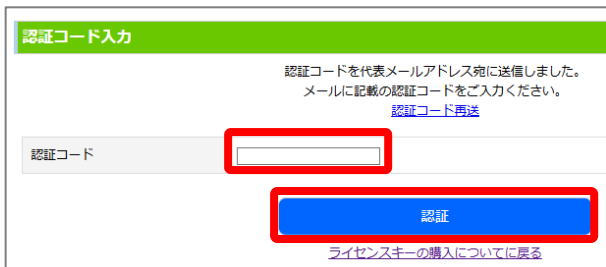 認証コード入力
認証コードを代表メールアドレス宛に送信しました。
メールに記載の認証コードをご入力ください。
認証コード再送
認証コード
認証
ライセンスキーの購入についてに戻る